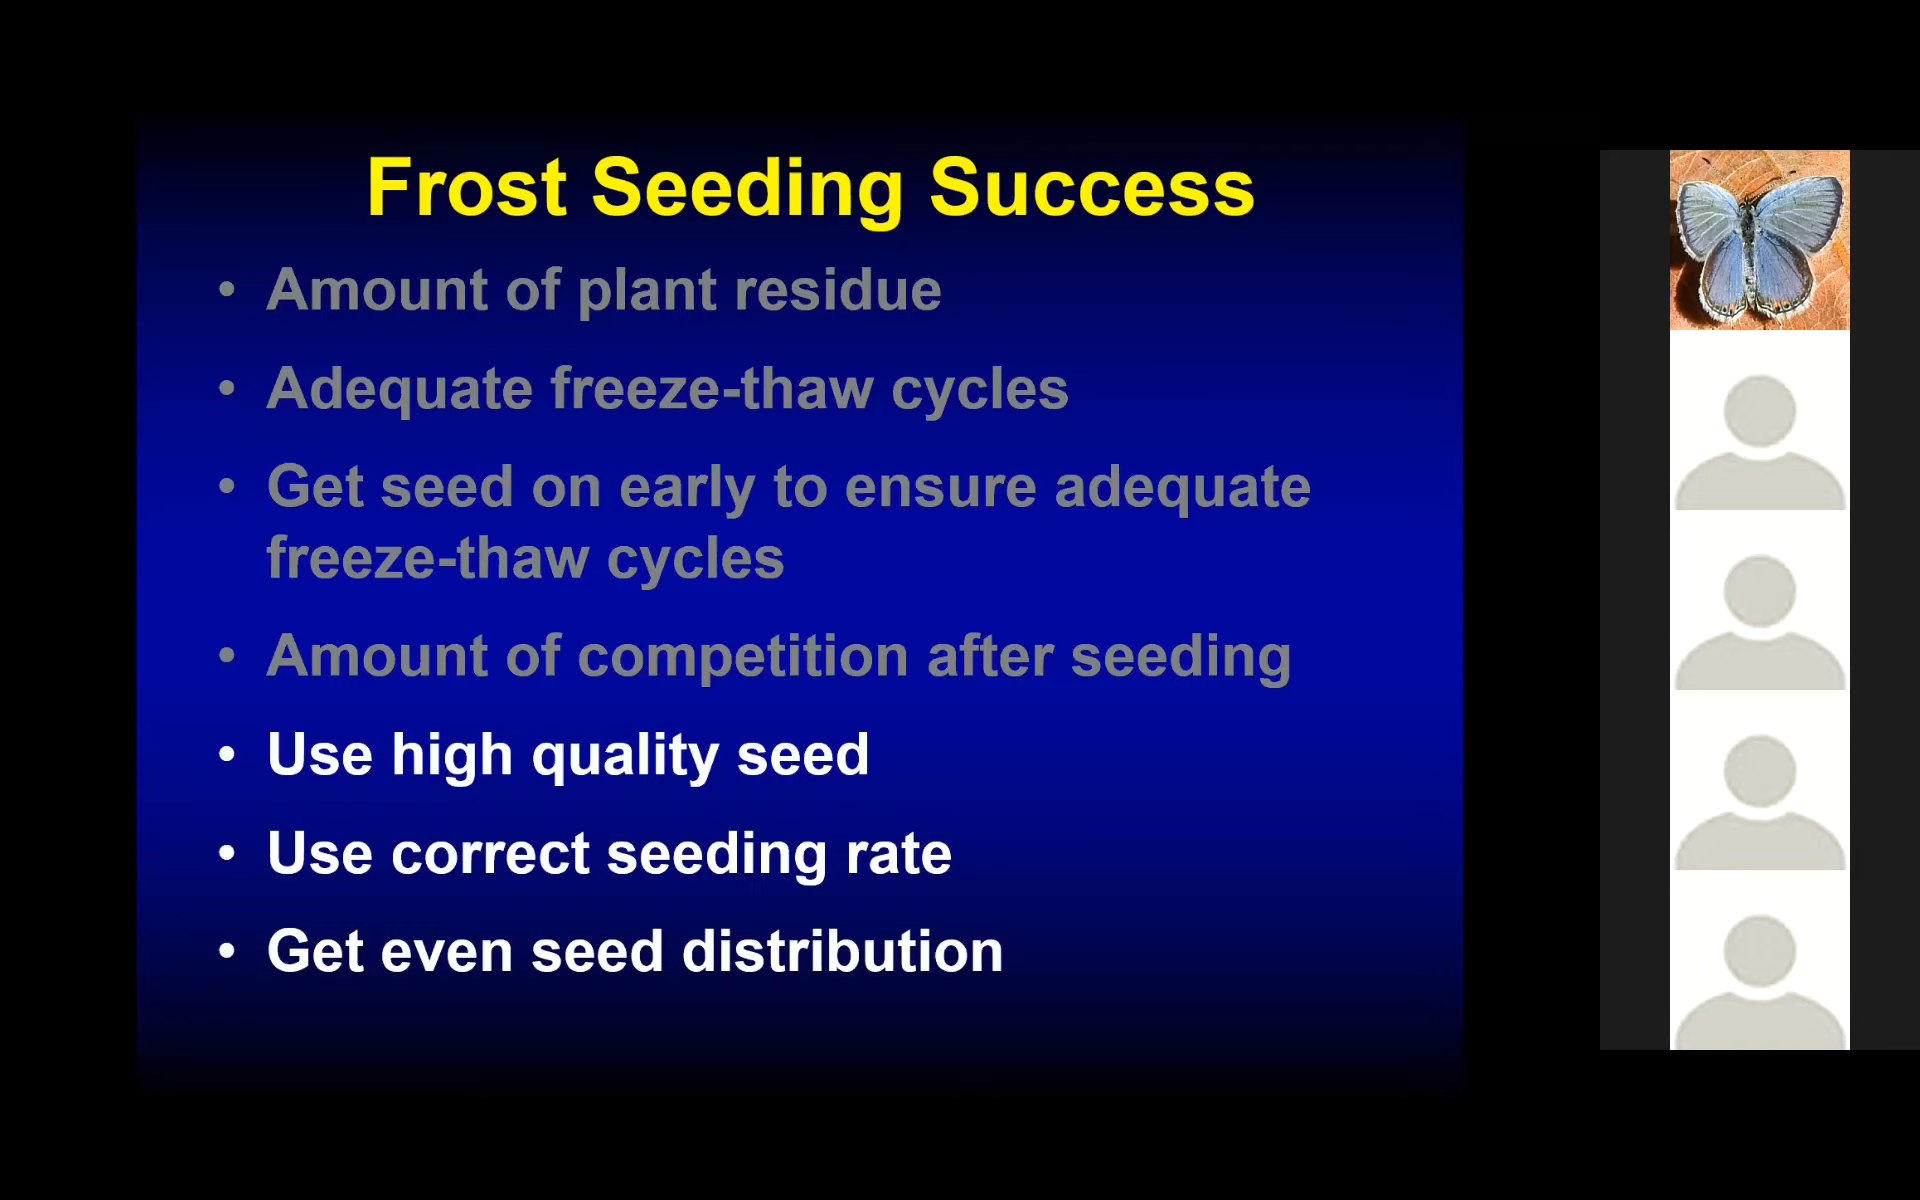 Frost Seeding Success
• Amount of plant residue
• Adequate freeze-thaw cycles
• Get seed on early to ensure adequate
freeze-thaw cycles
• Amount of competition after seeding
• Use high quality seed
• Use correct seeding rate
• Get even seed distribution